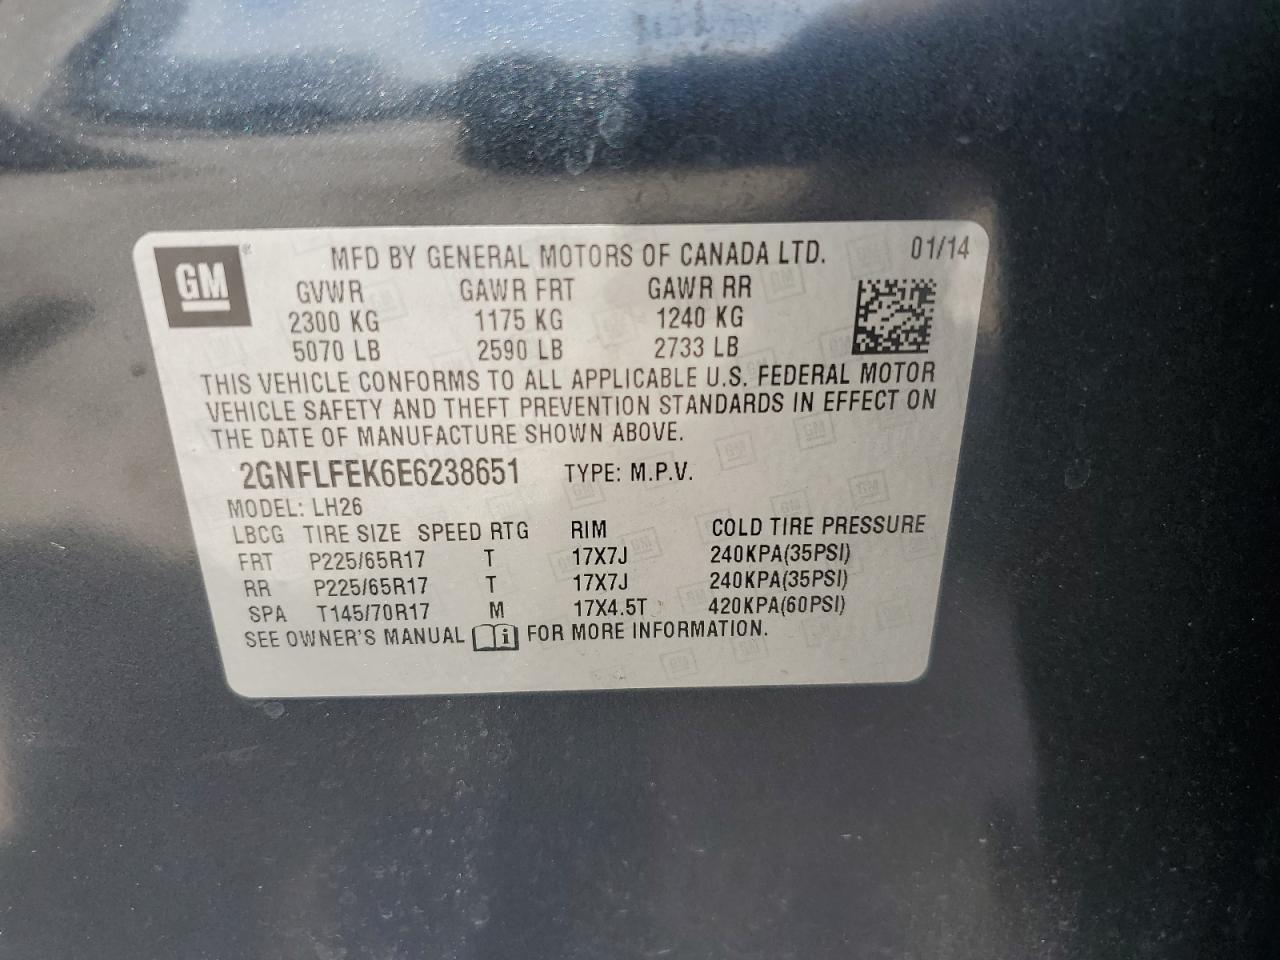 GM ® MFD BY GENERAL MOTORS OF CANADA LTD. 01/14
GVWR GAWR FRT GAWR RR
2300 KG 1175 KG 1240 KG
5070 LB 2590 LB 2733 LB
THIS VEHICLE CONFORMS TO ALL APPLICABLE U.S. FEDERAL MOTOR
VEHICLE SAFETY AND THEFT PREVENTION STANDARDS IN EFFECT ON
THE DATE OF MANUFACTURE SHOWN ABOVE.
2GNFLFEK6E6238651 TYPE: M.P.V.
MODEL: LH26
LBCG TIRE SIZE SPEED RTG RIM COLD TIRE PRESSURE
FRT P225/65R17 T 17X7J 240KPA(35PSI)
RR P225/65R17 T 17X7J 240KPA(35PSI)
SPA T145/70R17 M 17X4.5T 420KPA(60PSI)
SEE OWNER'S MANUAL i FOR MORE INFORMATION.